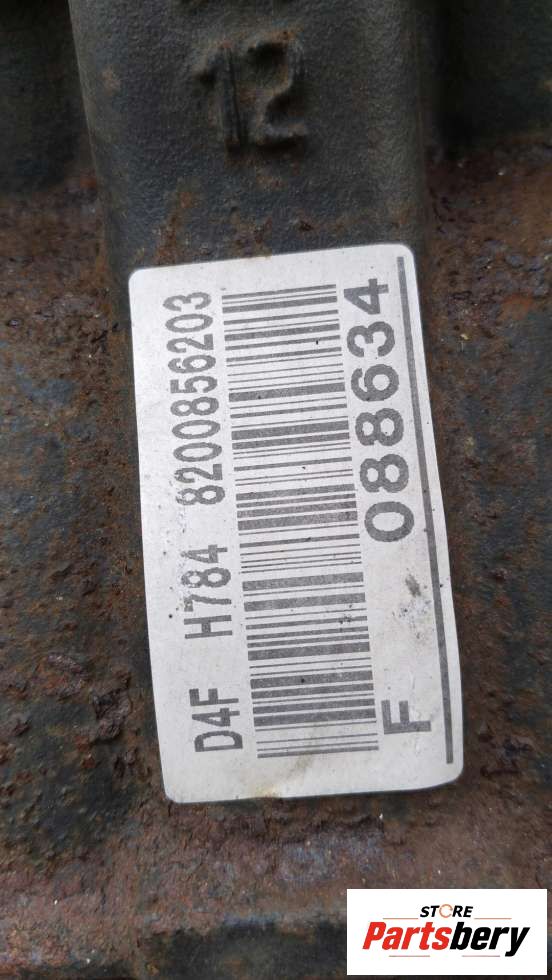 12
D4F H784 8200856203
F 088634
STORE
Partsbery